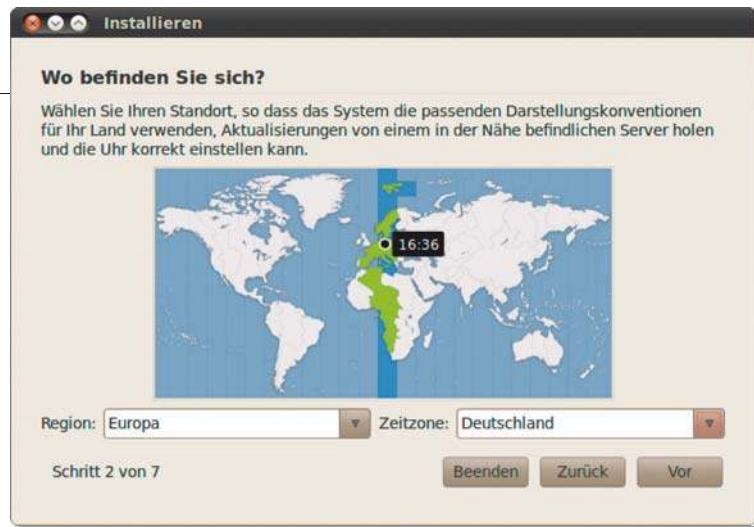 Installieren
Wo befinden Sie sich?
Wählen Sie Ihren Standort, so dass das System die passenden Darstellungskonventionen
für Ihr Land verwenden, Aktualisierungen von einem in der Nähe befindlichen Server holen
und die Uhr korrekt einstellen kann.
16:36
Region: Europa Zeitzone: Deutschland
Schritt 2 von 7 Beenden Zurück Vor